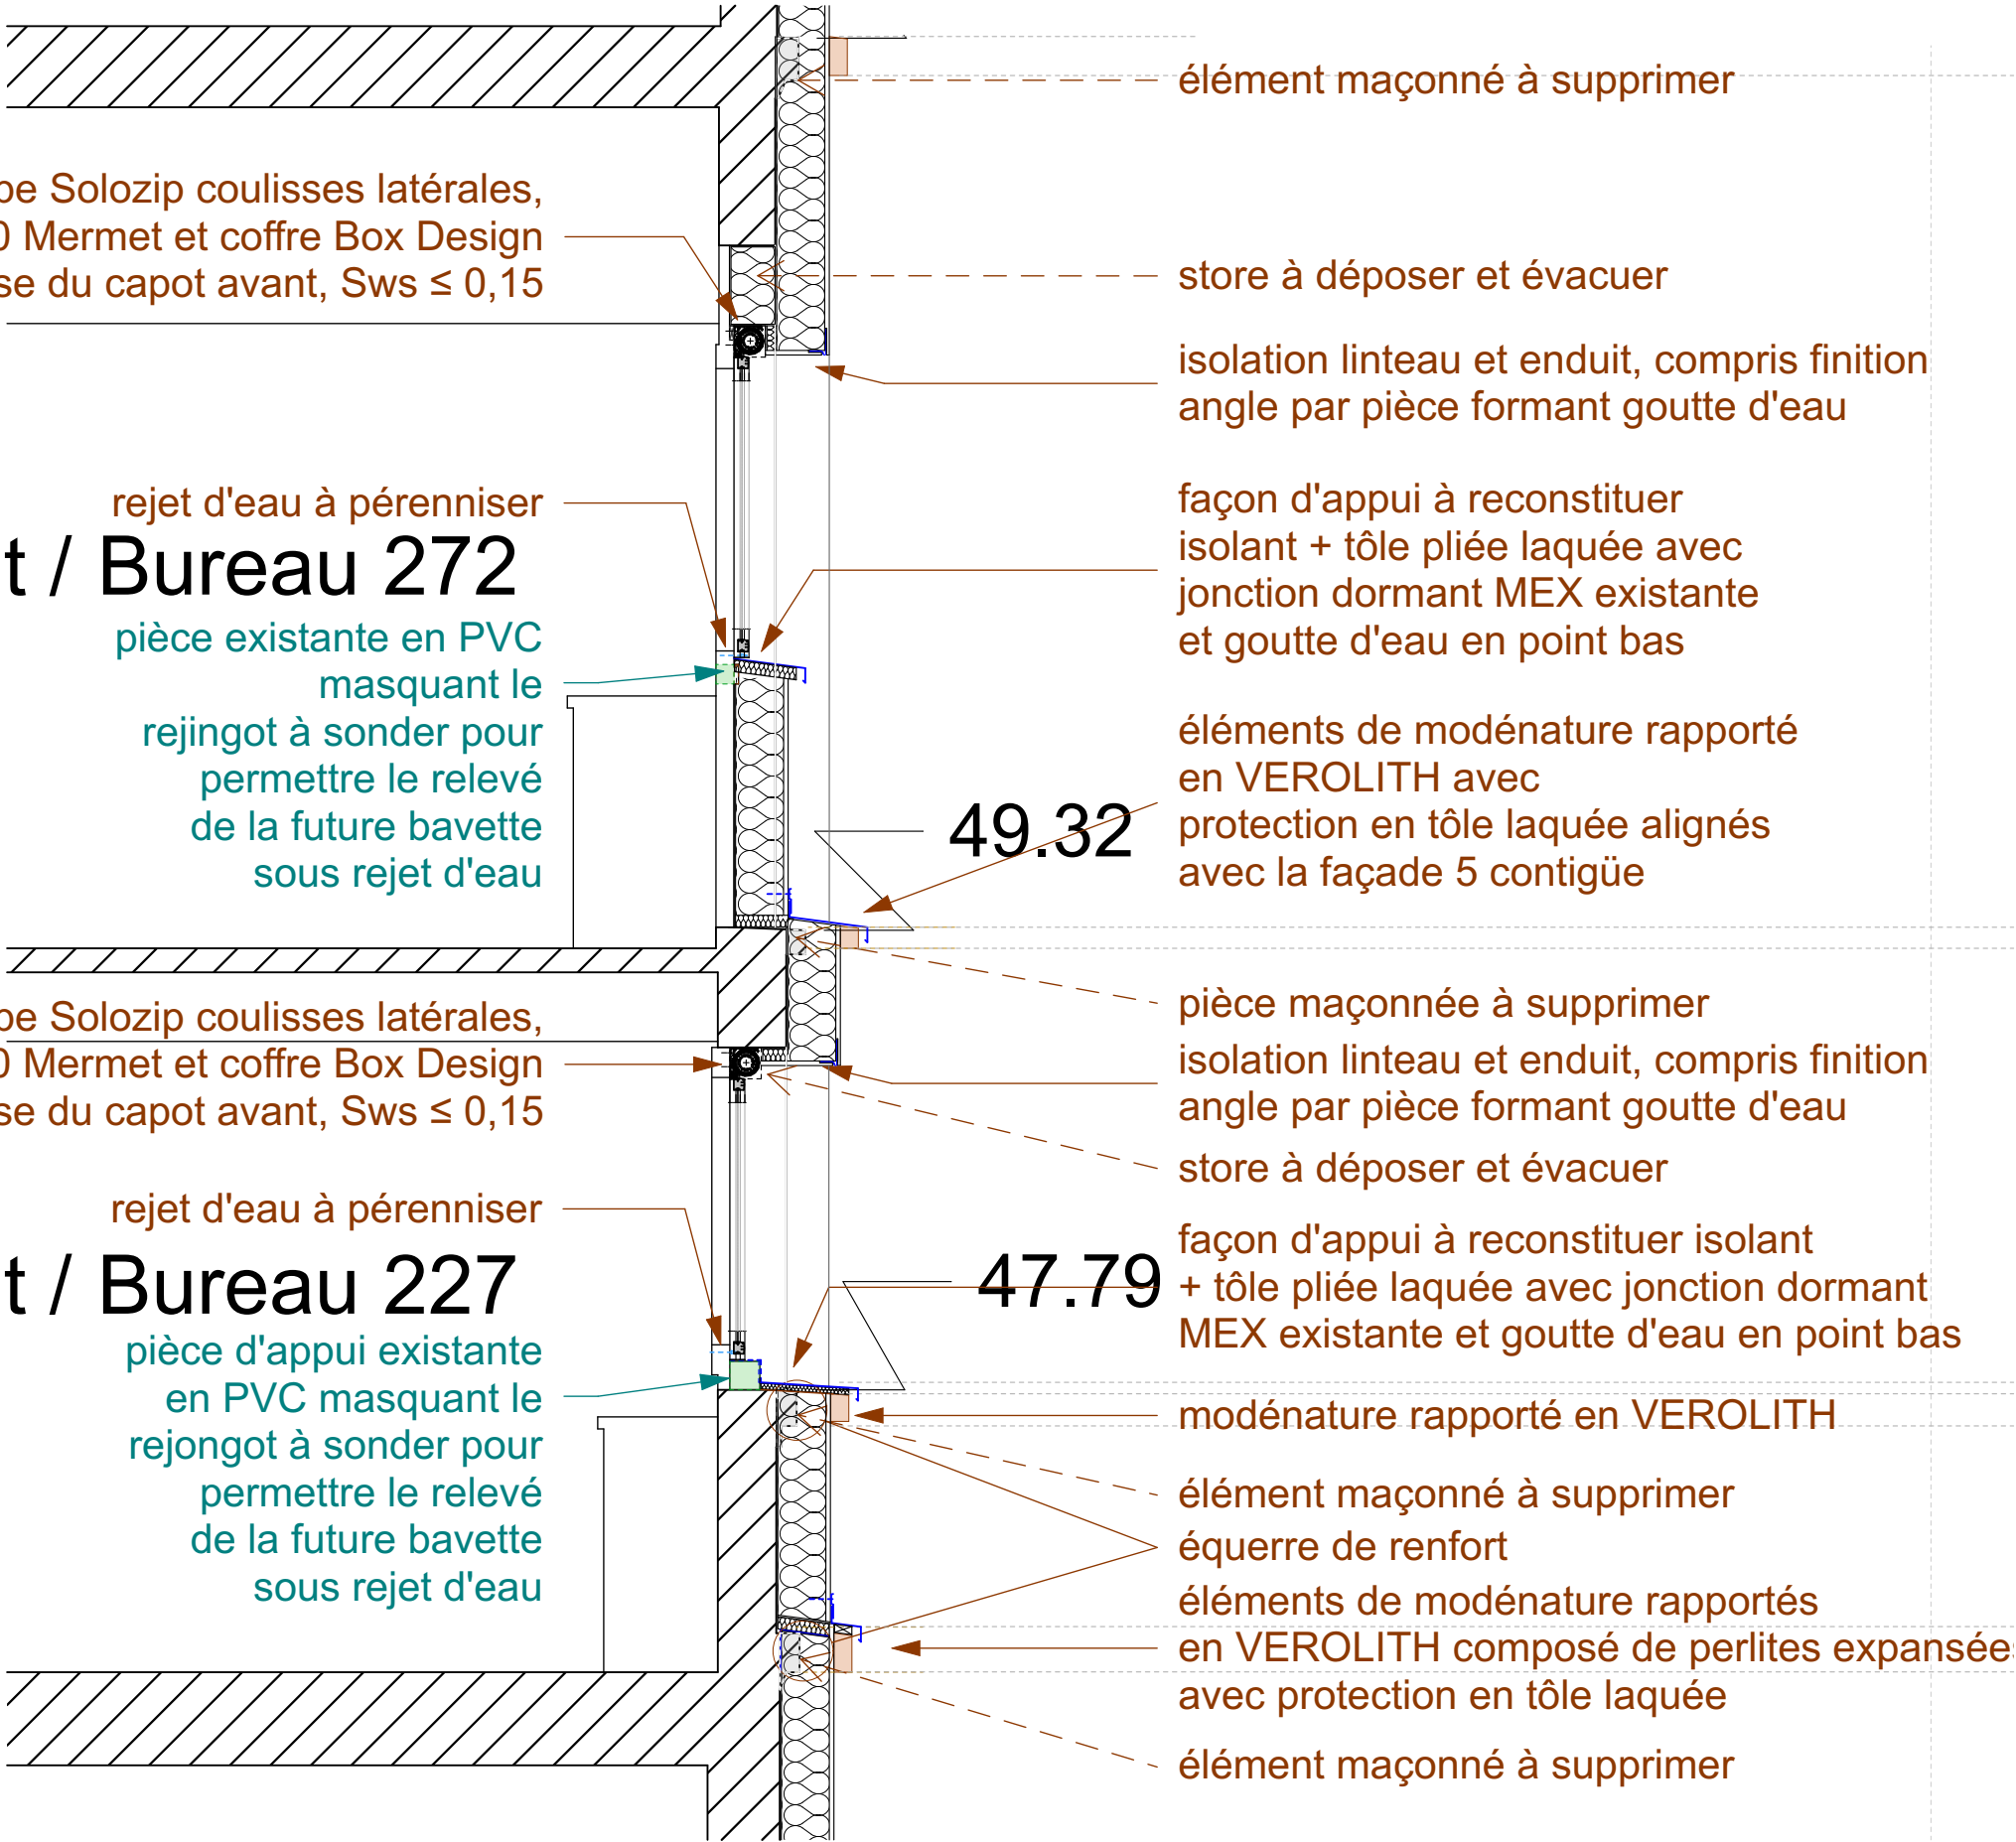 élément maçonné à supprimer
Solozip coulisses latérales,
Mermet et coffre Box Design
du capot avant, Sws ≤ 0,15
store à déposer et évacuer
isolation linteau et enduit, compris finition
angle par pièce formant goutte d'eau
rejet d'eau à pérenniser
t / Bureau 272
façon d'appui à reconstituer
isolant + tôle pliée laquée avec
jonction dormant MEX existante
et goutte d'eau en point bas
pièce existante en PVC
masquant le
rejingot à sonder pour
permettre le relevé
de la future bavette
sous rejet d'eau
éléments de modénature rapporté
en VEROLITH avec
protection en tôle laquée alignés
avec la façade 5 contigüe
49.32
pièce maçonnée à supprimer
Solozip coulisses latérales,
Mermet et coffre Box Design
du capot avant, Sws ≤ 0,15
isolation linteau et enduit, compris finition
angle par pièce formant goutte d'eau
store à déposer et évacuer
rejet d'eau à pérenniser
t / Bureau 227
47.79
façon d'appui à reconstituer isolant
+ tôle pliée laquée avec jonction dormant
MEX existante et goutte d'eau en point bas
pièce d'appui existante
en PVC masquant le
rejongot à sonder pour
permettre le relevé
de la future bavette
sous rejet d'eau
modénature rapporté en VEROLITH
élément maçonné à supprimer
équerre de renfort
éléments de modénature rapportés
en VEROLITH composé de perlites expansées
avec protection en tôle laquée
élément maçonné à supprimer